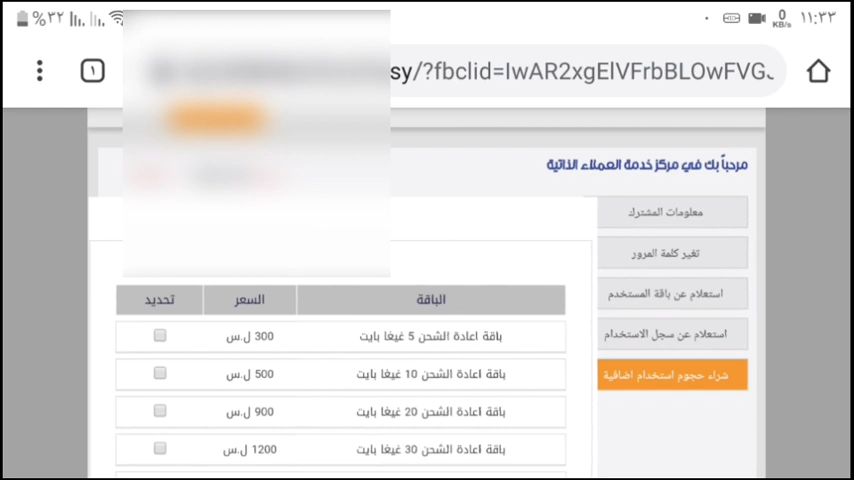 %٣٢
0 KB/s
١١:٣٣
١
sy/?fbclid=IwAR2xgElVFrbBLOwFVG
مرحباً بك في مركز خدمة العملاء الذاتية
معلومات المشترك
تغير كلمة المرور
استعلام عن باقة المستخدم
استعلام عن سجل الاستخدام
شراء حجوم استخدام اضافية
الباقة السعر تحديد
باقة اعادة الشحن 5 غيغا بايت 300 ل.س
باقة اعادة الشحن 10 غيغا بايت 500 ل.س
باقة اعادة الشحن 20 غيغا بايت 900 ل.س
باقة اعادة الشحن 30 غيغا بايت 1200 ل.س